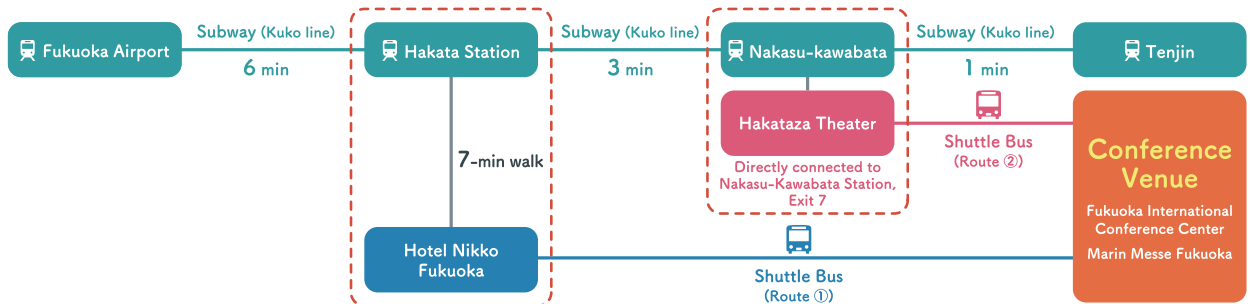 Fukuoka Airport
Subway (Kuko line)
6 min
Hakata Station
Subway (Kuko line)
3 min
Nakasu-kawabata
Subway (Kuko line)
1 min
Tenjin
Hakataza Theater
Directly connected to
Nakasu-Kawabata Station,
Exit 7
Shuttle Bus
(Route ②)
Conference
Venue
Fukuoka International
Conference Center
Marin Messe Fukuoka
7-min walk
Hotel Nikko
Fukuoka
Shuttle Bus
(Route ①)